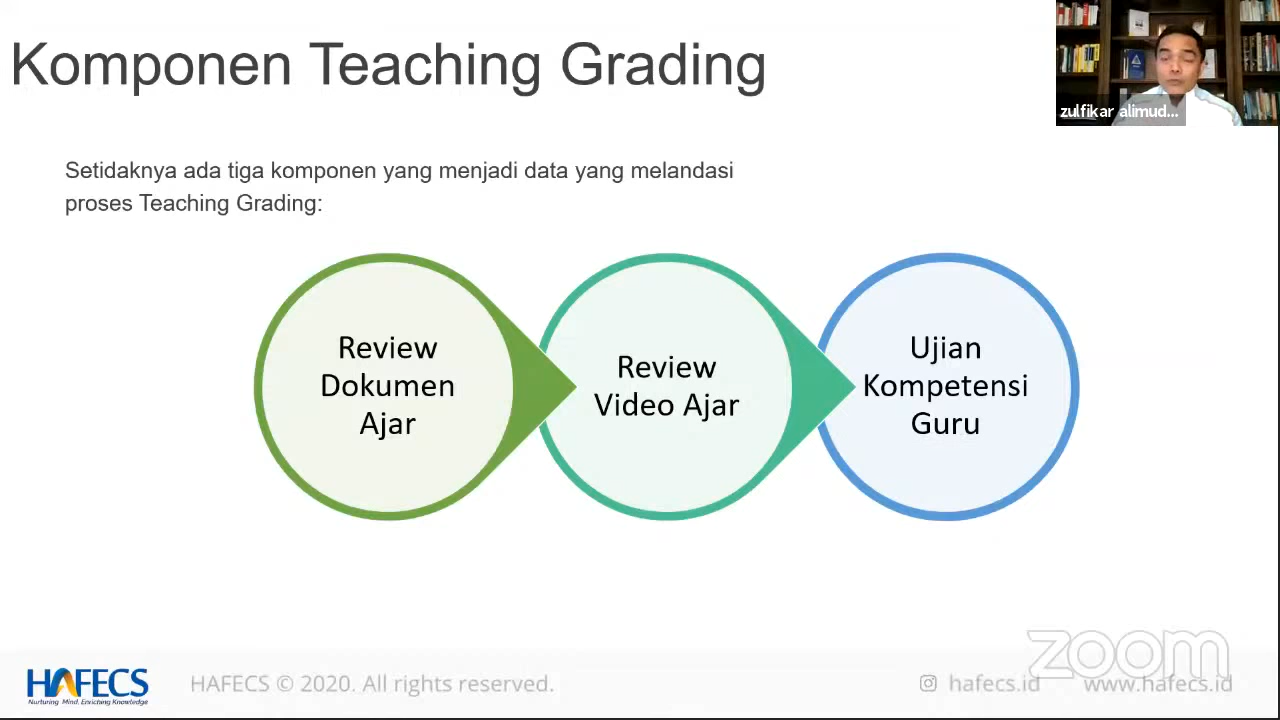 Komponen Teaching Grading
zulfikar alimud...
Setidaknya ada tiga komponen yang menjadi data yang melandasi
proses Teaching Grading:
Review
Dokumen
Ajar
Review
Video Ajar
Ujian
Kompetensi
Guru
zoom
HAFECS
Nurturing Mind. Enriching Knowledge
HAFECS © 2020. All rights reserved.
hafecs.id
www.hafecs.id